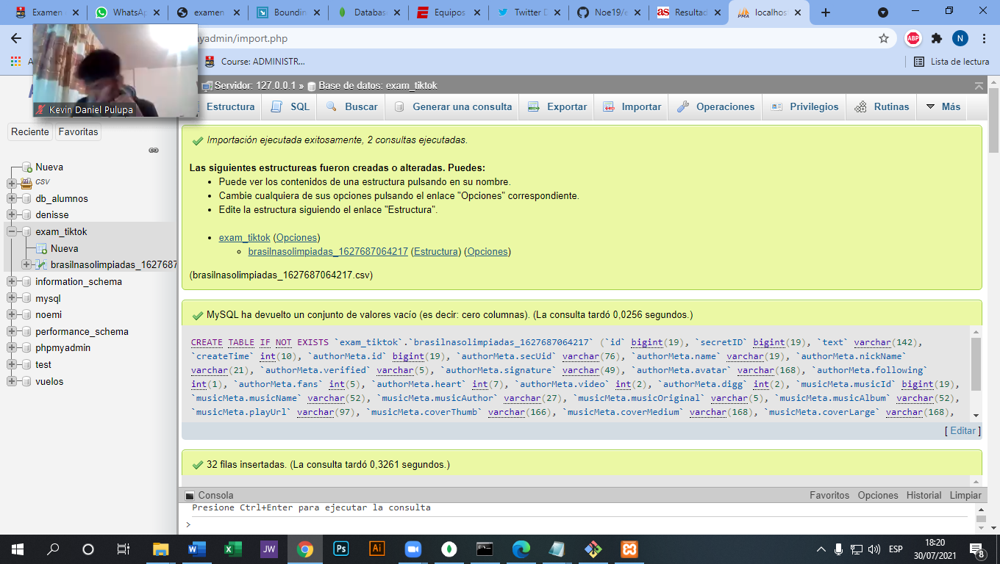 Examen
WhatsAp
examen
Boundin
Databas
Equipos
Twitter D
Noe19/e
as Resultad
PMA localhos
yadmin/import.php
ABP
N
Course: ADMINISTR...
Lista de lectura
Kevin Daniel Pulupa
Servidor: 127.0.0.1 » Base de datos: exam_tiktok
Estructura
SQL
Buscar
Generar una consulta
Exportar
Importar
Operaciones
Privilegios
Rutinas
Más
Reciente
Favoritas
Nueva
CSV
db_alumnos
denisse
exam_tiktok
Nueva
brasilnasolimpiadas_1627687
information_schema
mysql
noemi
performance_schema
phpmyadmin
test
vuelos
Importación ejecutada exitosamente, 2 consultas ejecutadas.
Las siguientes estructureas fueron creadas o alteradas. Puedes:
• Puede ver los contenidos de una estructura pulsando en su nombre.
• Cambie cualquiera de sus opciones pulsando el enlace "Opciones" correspondiente.
• Edite la estructura siguiendo el enlace "Estructura".
• exam_tiktok (Opciones)
brasilnasolimpiadas_1627687064217 (Estructura) (Opciones)
(brasilnasolimpiadas_1627687064217.csv)
MySQL ha devuelto un conjunto de valores vacío (es decir: cero columnas). (La consulta tardó 0,0256 segundos.)
CREATE TABLE IF NOT EXISTS `exam_tiktok`.`brasilnasolimpiadas_1627687064217` (`id` bigint(19), `secretID` bigint(19), `text` varchar(142),
`createTime` int(10), `authorMeta.id` bigint(19), `authorMeta.secUid` varchar(76), `authorMeta.name` varchar(19), `authorMeta.nickName`
varchar(21), `authorMeta.verified` varchar(5), `authorMeta.signature` varchar(49), `authorMeta.avatar` varchar(168), `authorMeta.following`
int(1), `authorMeta.fans` int(5), `authorMeta.heart` int(7), `authorMeta.video` int(2), `authorMeta.digg` int(2), `musicMeta.musicId` bigint(19),
`musicMeta.musicName` varchar(52), `musicMeta.musicAuthor` varchar(27), `musicMeta.musicOriginal` varchar(5), `musicMeta.musicAlbum` varchar(52),
`musicMeta.playUrl` varchar(97), `musicMeta.coverThumb` varchar(166), `musicMeta.coverMedium` varchar(168), `musicMeta.coverLarge` varchar(168),
[ Editar ]
32 filas insertadas. (La consulta tardó 0,3261 segundos.)
Consola
Favoritos
Opciones
Historial
Limpiar
Presione Ctrl+Enter para ejecutar la consulta
>
JW
Ps
Ai
ESP
18:20
30/07/2021
8